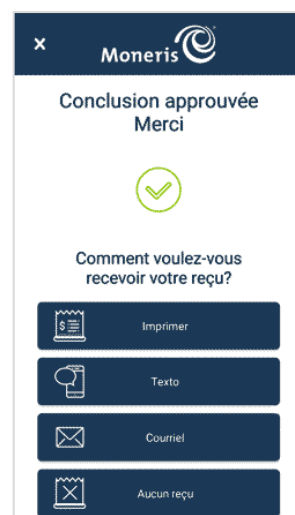 Moneris
Conclusion approuvée
Merci
Comment voulez-vous
recevoir votre reçu?
Imprimer
Texto
Courriel
Aucun reçu